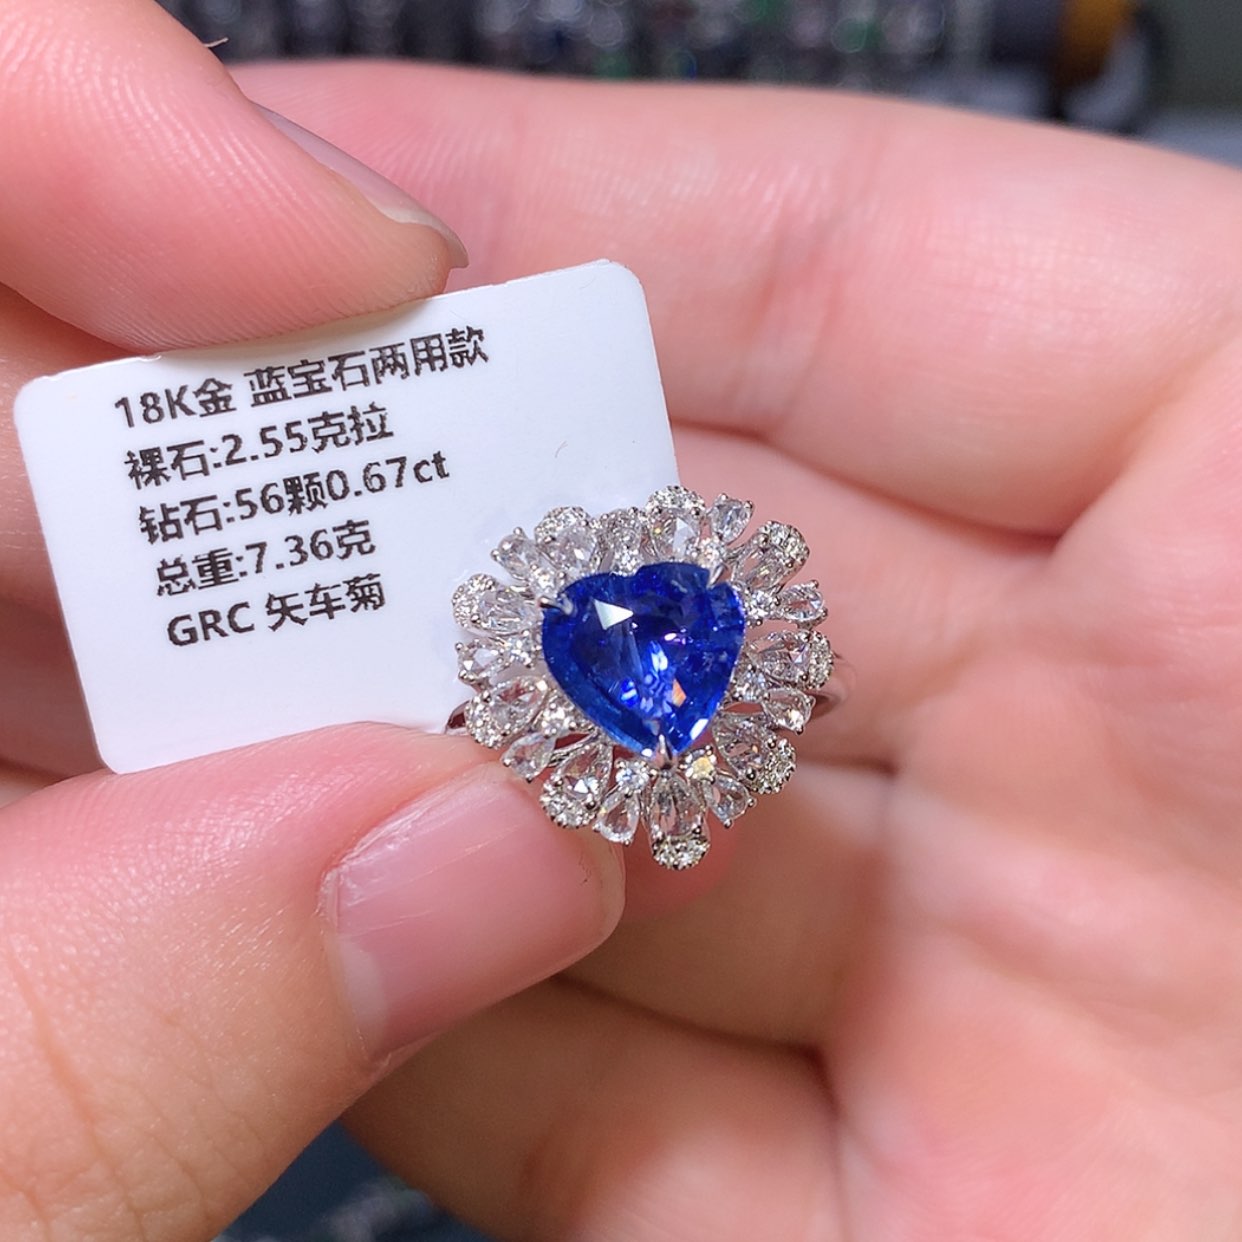 18K金 蓝宝石两用款
裸石:2.55克拉
钻石:56颗0.67ct
总重:7.36克
GRC 矢车菊